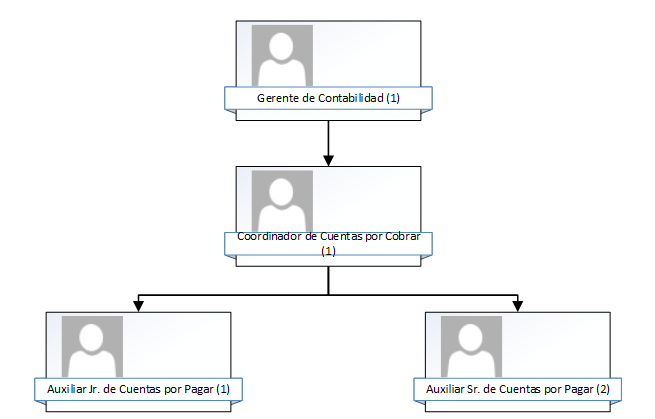 Gerente de Contabilidad (1)
Coordinador de Cuentas por Cobrar
(1)
Auxiliar Jr. de Cuentas por Pagar (1)
Auxiliar Sr. de Cuentas por Pagar (2)